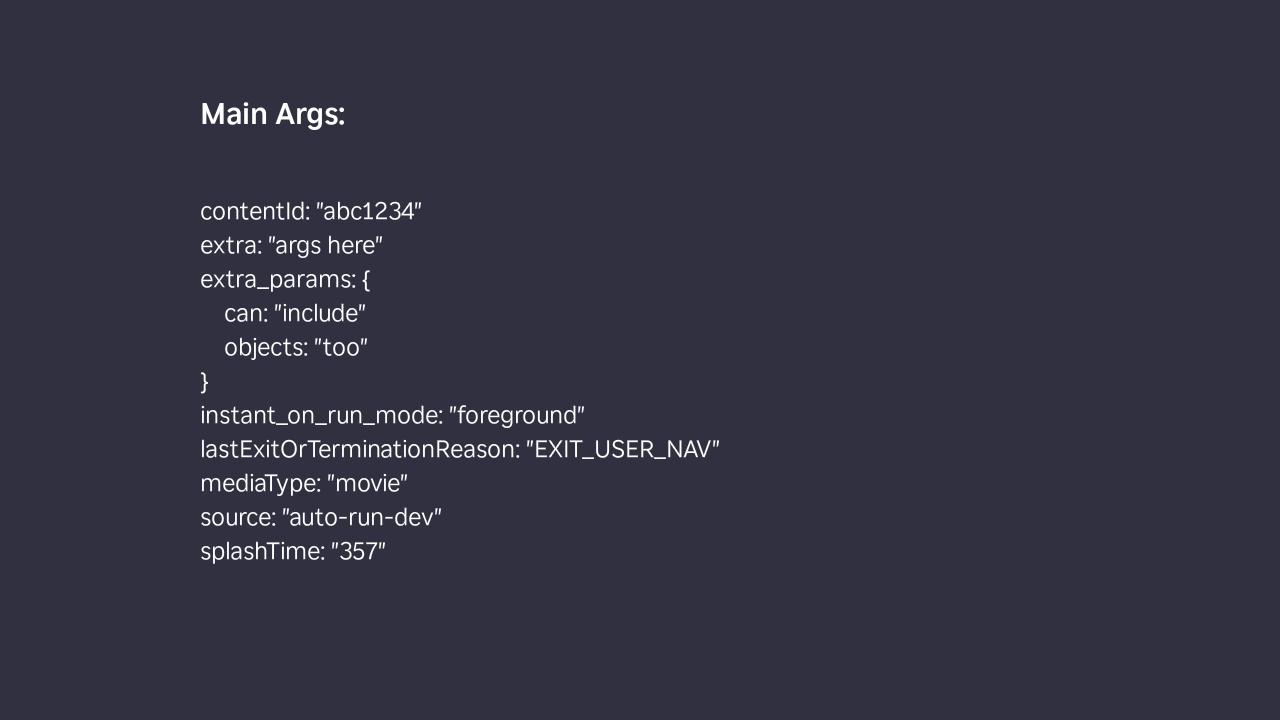 Main Args:
contentId: "abc1234"
extra: "args here"
extra_params: {
    can: "include"
    objects: "too"
}
instant_on_run_mode: "foreground"
lastExitOrTerminationReason: "EXIT_USER_NAV"
mediaType: "movie"
source: "auto-run-dev"
splashTime: "357"